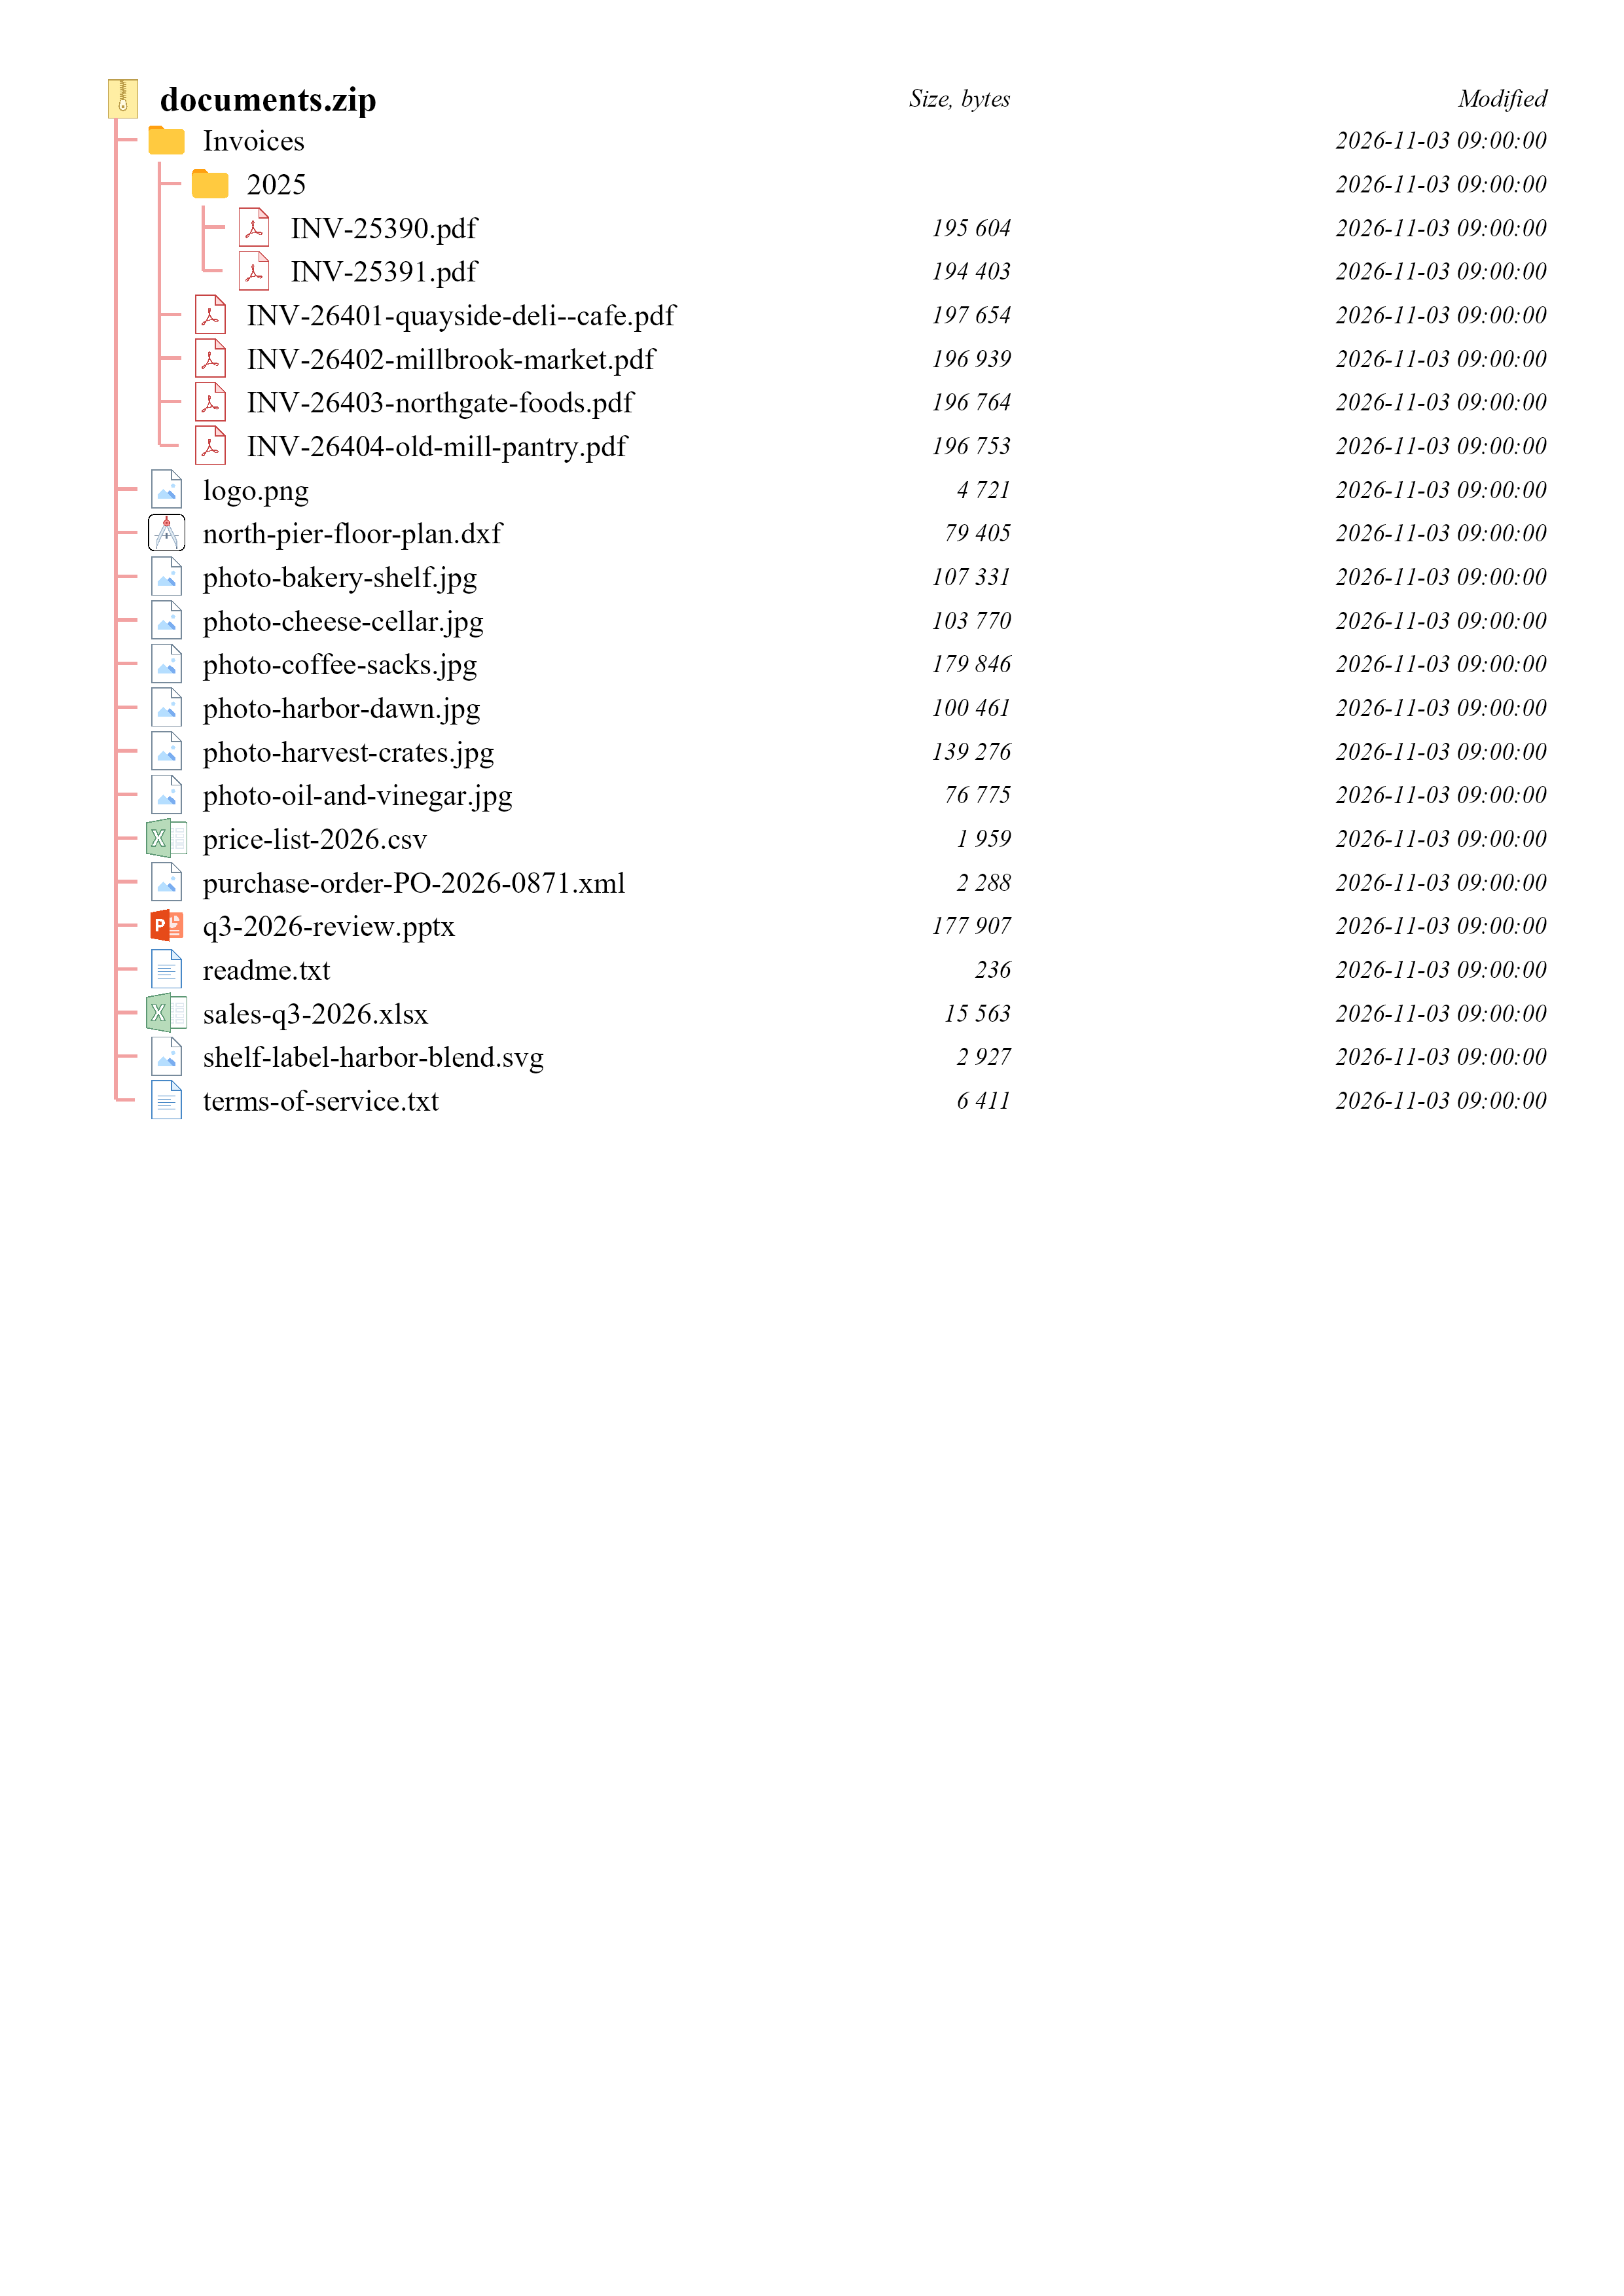 documents.zip Size, bytes Modified
Invoices 2026-11-03 09:00:00
2025 2026-11-03 09:00:00
INV-25390.pdf 195 604 2026-11-03 09:00:00
INV-25391.pdf 194 403 2026-11-03 09:00:00
INV-26401-quayside-deli--cafe.pdf 197 654 2026-11-03 09:00:00
INV-26402-millbrook-market.pdf 196 939 2026-11-03 09:00:00
INV-26403-northgate-foods.pdf 196 764 2026-11-03 09:00:00
INV-26404-old-mill-pantry.pdf 196 753 2026-11-03 09:00:00
logo.png 4 721 2026-11-03 09:00:00
north-pier-floor-plan.dxf 79 405 2026-11-03 09:00:00
photo-bakery-shelf.jpg 107 331 2026-11-03 09:00:00
photo-cheese-cellar.jpg 103 770 2026-11-03 09:00:00
photo-coffee-sacks.jpg 179 846 2026-11-03 09:00:00
photo-harbor-dawn.jpg 100 461 2026-11-03 09:00:00
photo-harvest-crates.jpg 139 276 2026-11-03 09:00:00
photo-oil-and-vinegar.jpg 76 775 2026-11-03 09:00:00
price-list-2026.csv 1 959 2026-11-03 09:00:00
purchase-order-PO-2026-0871.xml 2 288 2026-11-03 09:00:00
q3-2026-review.pptx 177 907 2026-11-03 09:00:00
readme.txt 236 2026-11-03 09:00:00
sales-q3-2026.xlsx 15 563 2026-11-03 09:00:00
shelf-label-harbor-blend.svg 2 927 2026-11-03 09:00:00
terms-of-service.txt 6 411 2026-11-03 09:00:00